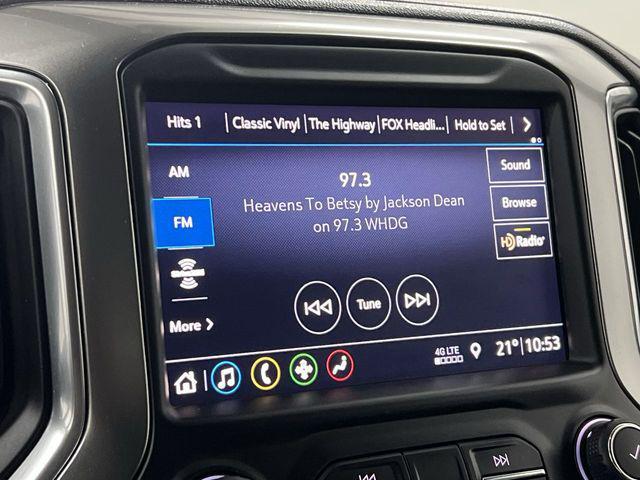 Hits 1 Classic Vinyl The Highway FOX Headli... Hold to Set
AM
97.3
Sound
Heavens To Betsy by Jackson Dean
on 97.3 WHDG
Browse
FM
HD Radio
SiriusXM
Tune
More
4G LTE 21° 10:53